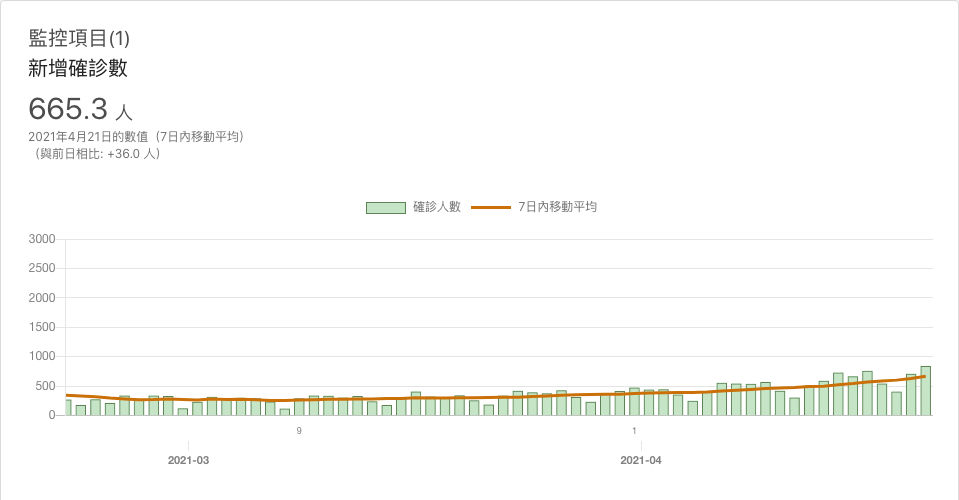 監控項目(1)
新增確診數
665.3 人
2021年4月21日的數值（7日內移動平均）
（與前日相比: +36.0 人）
確診人數 7日內移動平均
3000
2500
2000
1500
1000
500
0
9 1
2021-03 2021-04